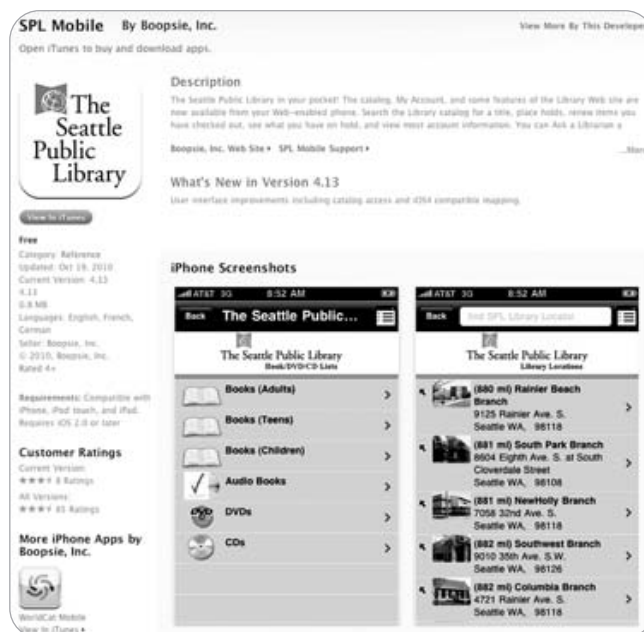 SPL Mobile By Boopsie, Inc.
View More By This Develope
Open iTunes to buy and download apps.
The
Seattle
Public
Library
View In iTunes
Free
Category: Reference
Updated: Oct 19, 2010
Current Version: 4.13
4.13
0.8 MB
Languages: English, French,
German
Seller: Boopsie, Inc.
© 2010, Boopsie, Inc.
Rated 4+
Requirements: Compatible with
iPhone, iPod touch, and iPad.
Requires iOS 2.0 or later
Customer Ratings
Current Version:
8 Ratings
All Versions:
85 Ratings
More iPhone Apps by
Boopsie, Inc.
WorldCat Mobile
View In iTunes
Description
The Seattle Public Library in your pocket! The catalog, My Account, and some features of the Library Web site are
now available from your Web-enabled phone. Search the Library catalog for a title, place holds, renew items you
have checked out, see what you have on hold, and view most account information. You can Ask a Librarian a
Boopsie, Inc. Web Site SPL Mobile Support
...More
What's New in Version 4.13
User interface improvements including catalog access and iOS4 compatible mapping.
iPhone Screenshots
AT&T 3G 8:52 AM
Back The Seattle Public...
The Seattle Public Library
Book/DVD/CD Lists
Books (Adults)
Books (Teens)
Books (Children)
Audio Books
DVDs
CDs
AT&T 3G 8:52 AM
Back find SPL Library Locator
The Seattle Public Library
Library Locations
(880 mi) Rainier Beach
Branch
9125 Rainier Ave. S.
Seattle WA, 98118
(881 mi) South Park Branch
8604 Eighth Ave. S. at South
Cloverdale Street
Seattle WA, 98108
(881 mi) NewHolly Branch
7058 32nd Ave. S.
Seattle WA, 98118
(882 mi) Southwest Branch
9010 35th Ave. S.W.
Seattle WA, 98126
(882 mi) Columbia Branch
4721 Rainier Ave. S.
Seattle WA, 98118